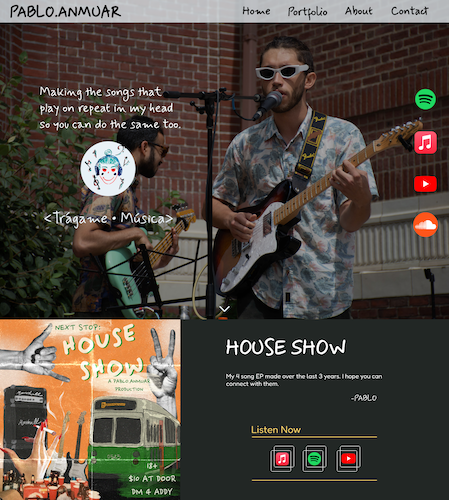 PABLO.ANMUAR
Home Portfolio About Contact
Making the songs that
play on repeat in my head
so you can do the same too.
<Trágame • Música>
NEXT STOP:
HOUSE
SHOW
A PABLO.ANMUAR
PRODUCTION
18+
$10 AT DOOR
DM 4 ADDY
HOUSE SHOW
My 4 song EP made over the last 3 years. I hope you can
connect with them.
-PABLO
Listen Now